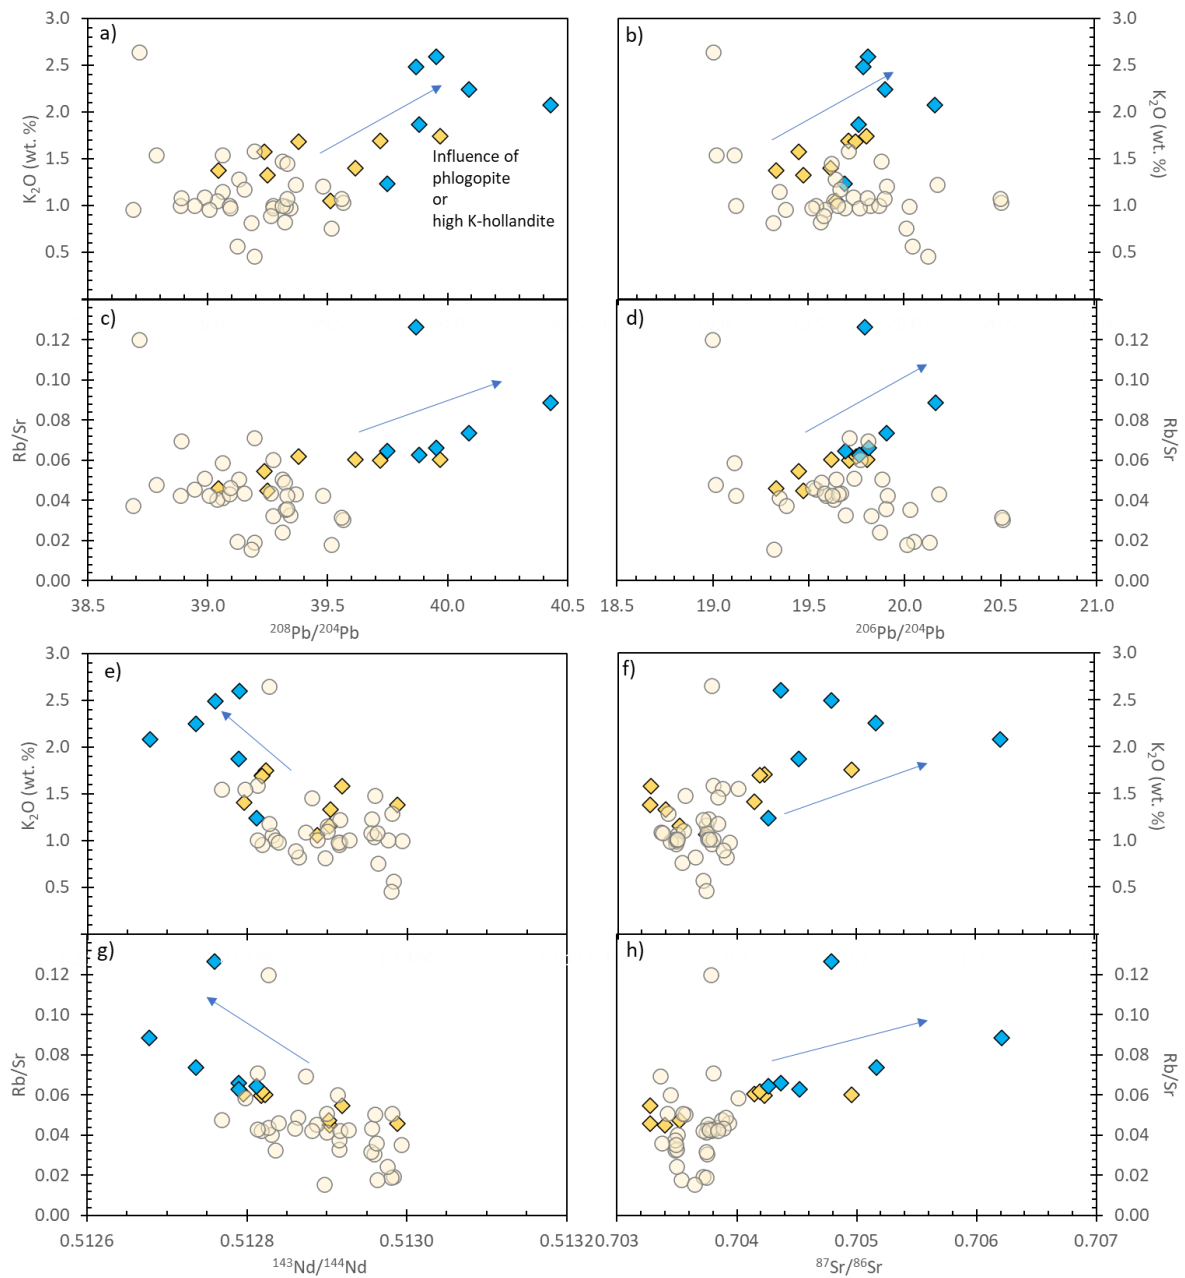 a)
3.0
2.5
2.0
1.5
1.0
0.5
K₂O (wt. %)
Influence of
phlogopite
or
high K-hollandite
b)
3.0
2.5
2.0
1.5
1.0
0.5
K₂O (wt. %)
c)
0.12
0.10
0.08
0.06
0.04
0.02
0.00
Rb/Sr
38.5 39.0 39.5 40.0 40.5
²⁰⁸Pb/²⁰⁴Pb
d)
0.12
0.10
0.08
0.06
0.04
0.02
0.00
Rb/Sr
18.5 19.0 19.5 20.0 20.5 21.0
²⁰⁶Pb/²⁰⁴Pb
e)
3.0
2.5
2.0
1.5
1.0
0.5
K₂O (wt. %)
f)
3.0
2.5
2.0
1.5
1.0
0.5
K₂O (wt. %)
g)
0.12
0.10
0.08
0.06
0.04
0.02
0.00
Rb/Sr
0.5126 0.5128 0.5130 0.5132
¹⁴³Nd/¹⁴⁴Nd
h)
0.12
0.10
0.08
0.06
0.04
0.02
0.00
Rb/Sr
0.703 0.704 0.705 0.706 0.707
⁸⁷Sr/⁸⁶Sr